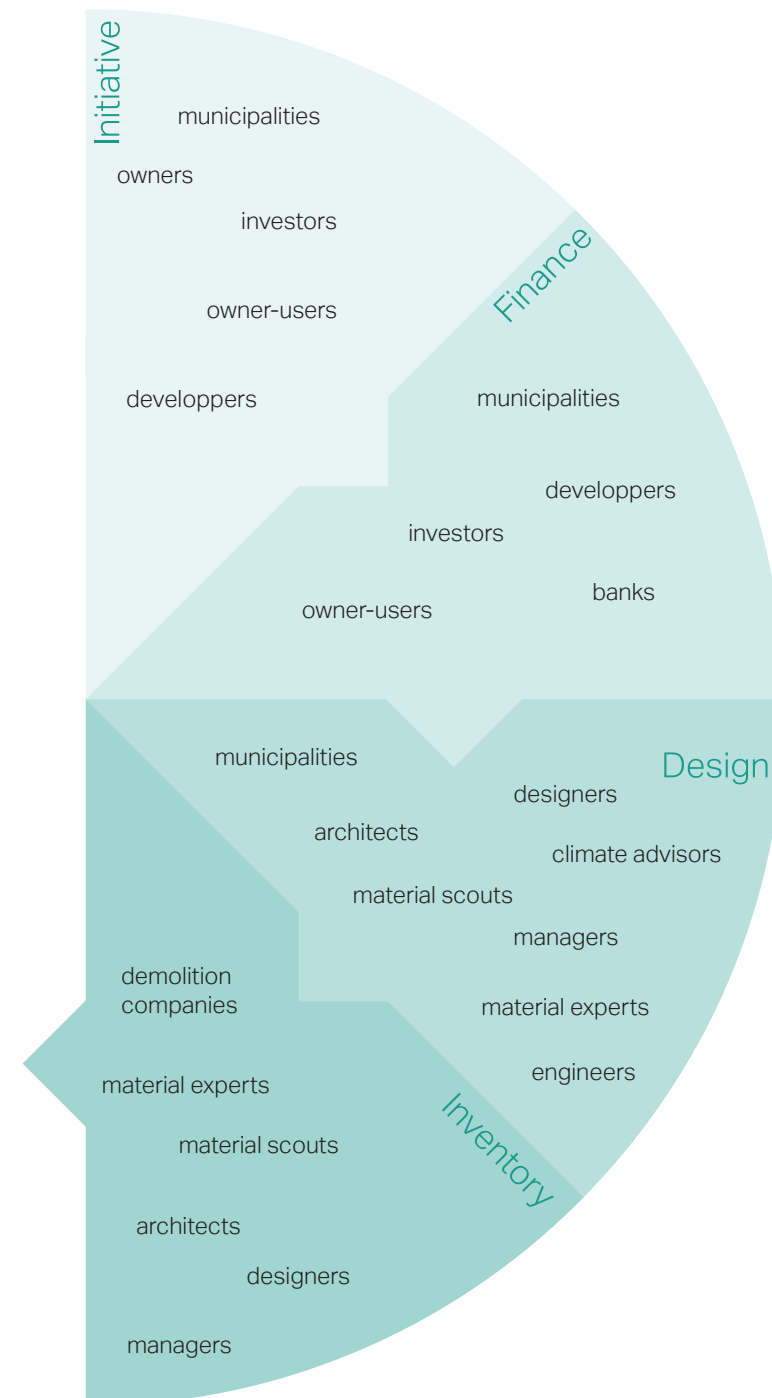 Initiative
municipalities
owners
investors
owner-users
developpers
Finance
municipalities
developpers
investors
banks
owner-users
Design
municipalities
designers
architects
climate advisors
material scouts
managers
material experts
engineers
Inventory
demolition
companies
material experts
material scouts
architects
designers
managers